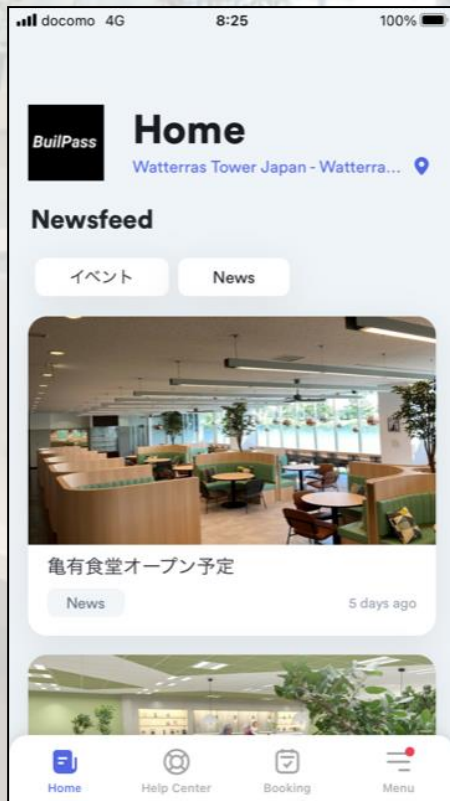 docomo 4G 8:25 100%
BuilPass
Home
Watterras Tower Japan - Watterra...
Newsfeed
イベント News
亀有食堂オープン予定
News 5 days ago
Home Help Center Booking Menu